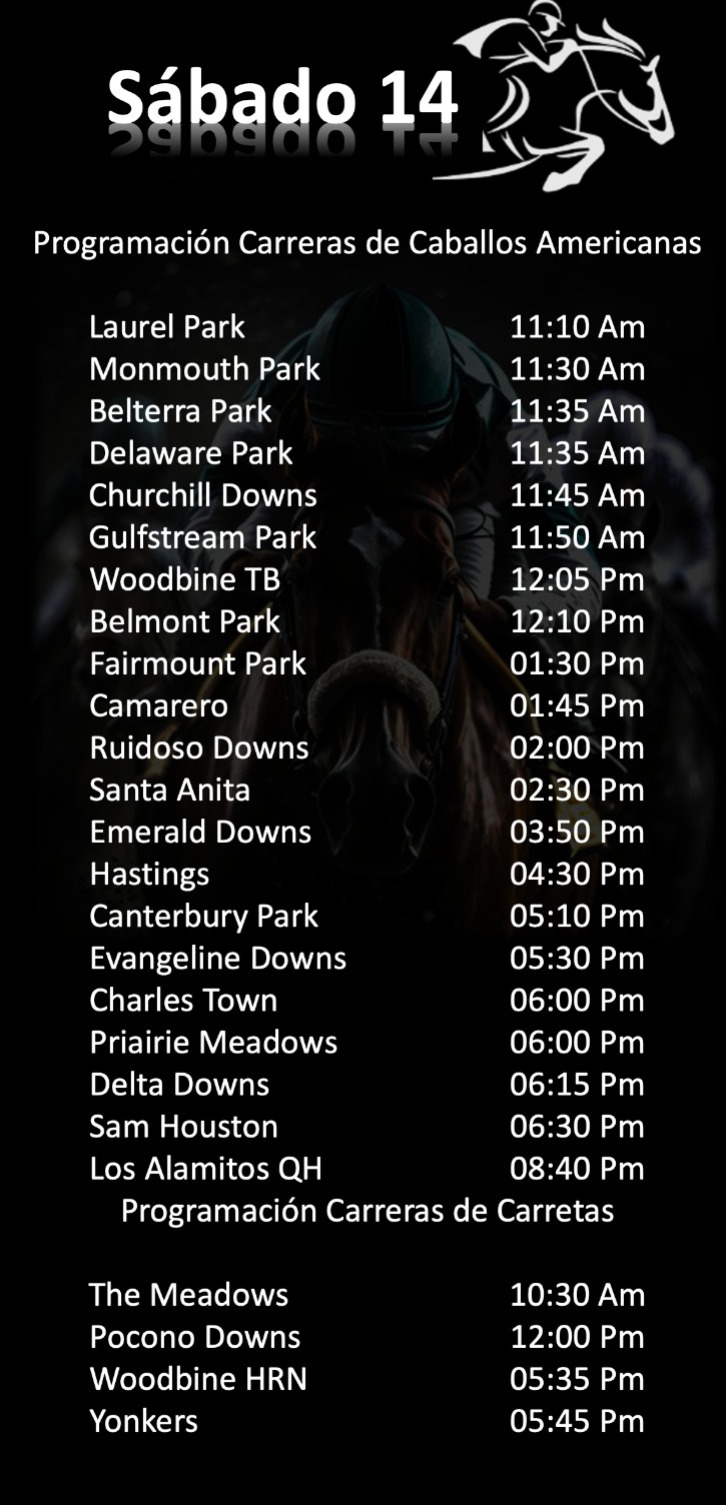 Sábado 14
Programación Carreras de Caballos Americanas
Laurel Park 11:10 Am
Monmouth Park 11:30 Am
Belterra Park 11:35 Am
Delaware Park 11:35 Am
Churchill Downs 11:45 Am
Gulfstream Park 11:50 Am
Woodbine TB 12:05 Pm
Belmont Park 12:10 Pm
Fairmount Park 01:30 Pm
Camarero 01:45 Pm
Ruidoso Downs 02:00 Pm
Santa Anita 02:30 Pm
Emerald Downs 03:50 Pm
Hastings 04:30 Pm
Canterbury Park 05:10 Pm
Evangeline Downs 05:30 Pm
Charles Town 06:00 Pm
Priairie Meadows 06:00 Pm
Delta Downs 06:15 Pm
Sam Houston 06:30 Pm
Los Alamitos QH 08:40 Pm
Programación Carreras de Carretas
The Meadows 10:30 Am
Pocono Downs 12:00 Pm
Woodbine HRN 05:35 Pm
Yonkers 05:45 Pm